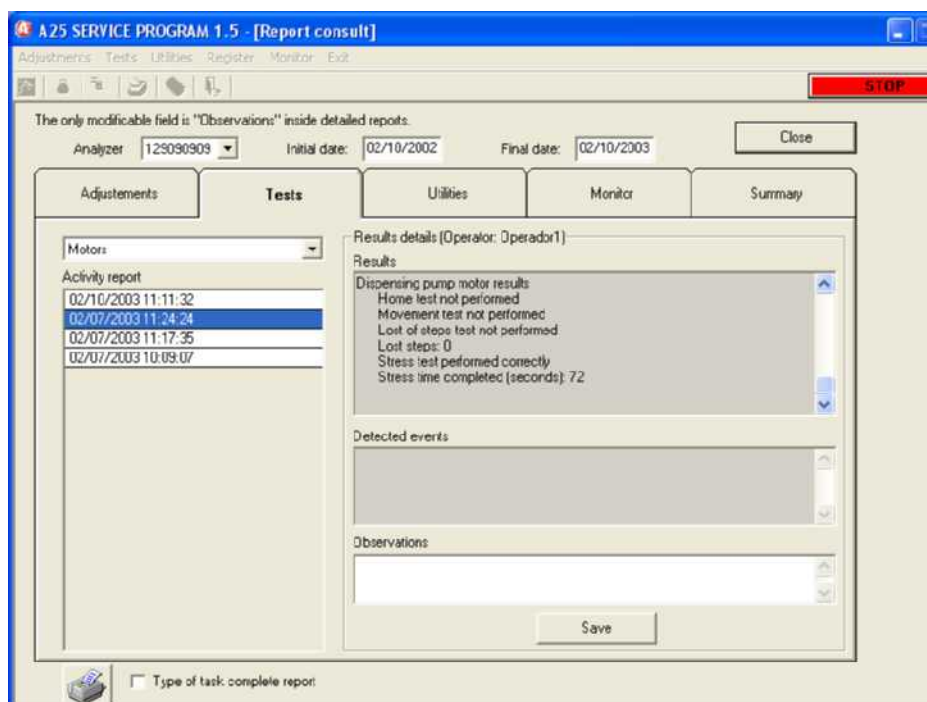 A25 SERVICE PROGRAM 1.5 - [Report consult]
Adjustments Tests Utilities Register Monitor Exit
STOP
The only modificable field is "Observations" inside detailed reports.
Analyzer 129090909 Initial date: 02/10/2002 Final date: 02/10/2003 Close
Adjustements Tests Utilities Monitor Summary
Motors
Activity report
02/10/2003 11:11:32
02/07/2003 11:24:24
02/07/2003 11:17:35
02/07/2003 10:09:07
Results details (Operator: Operador1)
Results
Dispensing pump motor results
Home test not performed
Movement test not performed
Lost of steps test not performed
Lost steps: 0
Stress test performed correctly
Stress time completed (seconds): 72
Detected events
Observations
Save
Type of task complete report